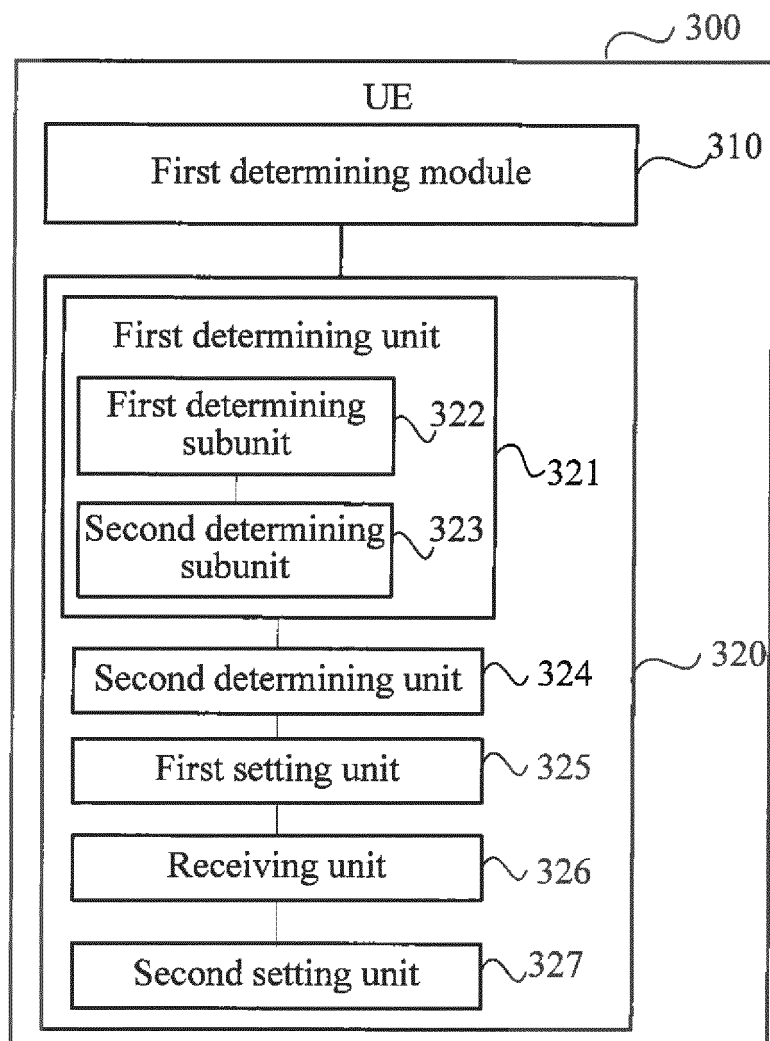 300
UE
First determining module
310
First determining unit
First determining
subunit
322
321
Second determining
subunit
323
320
Second determining unit
324
First setting unit
325
Receiving unit
326
Second setting unit
327